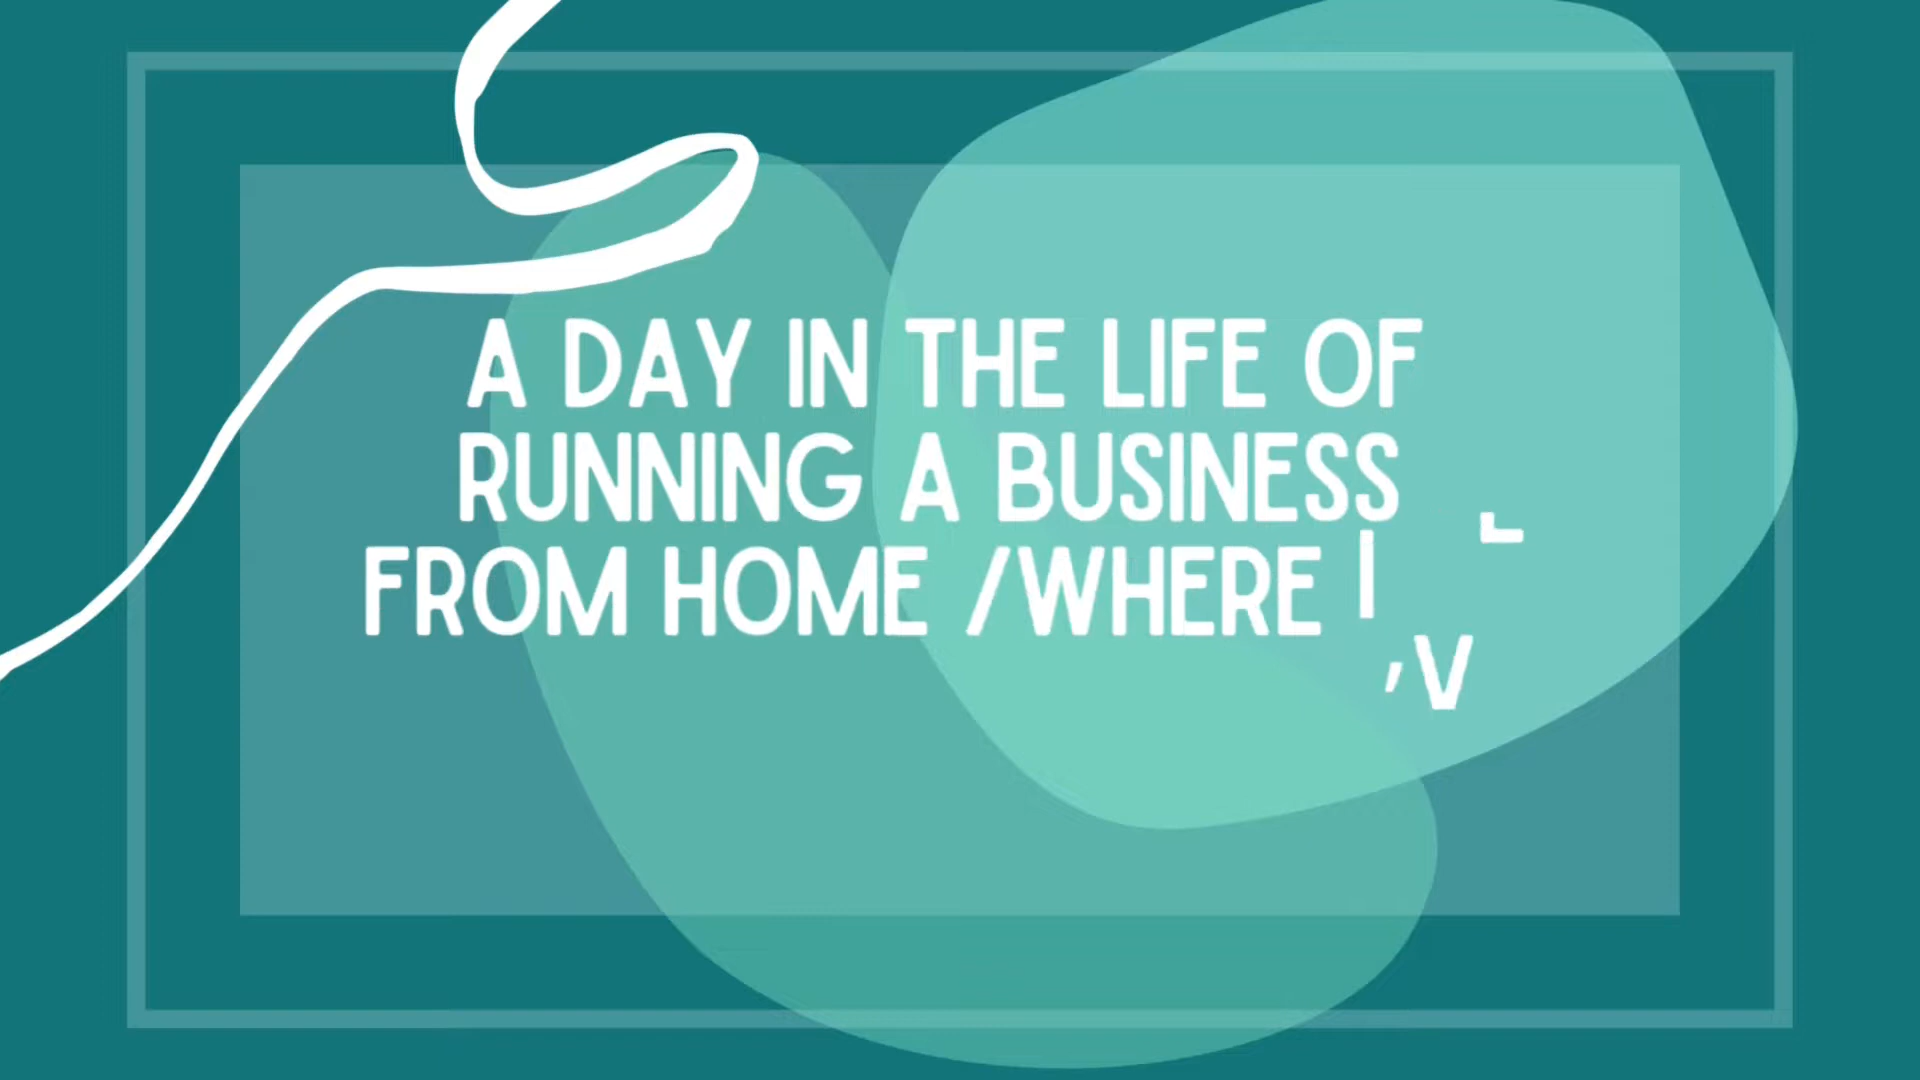 A DAY IN THE LIFE OF
RUNNING A BUSINESS
FROM HOME /WHERE I